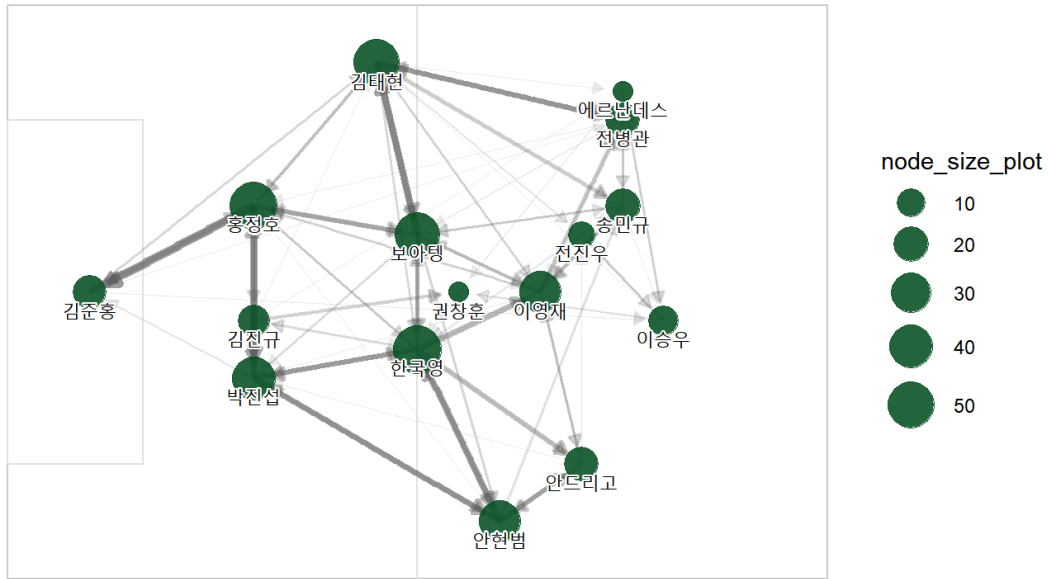 김태현
에르난데스
전병관
홍정호
송민규
보아텡
전진우
김준홍
권창훈
이영재
김진규
이승우
한국영
박진섭
안드리고
안현범
node_size_plot
10
20
30
40
50